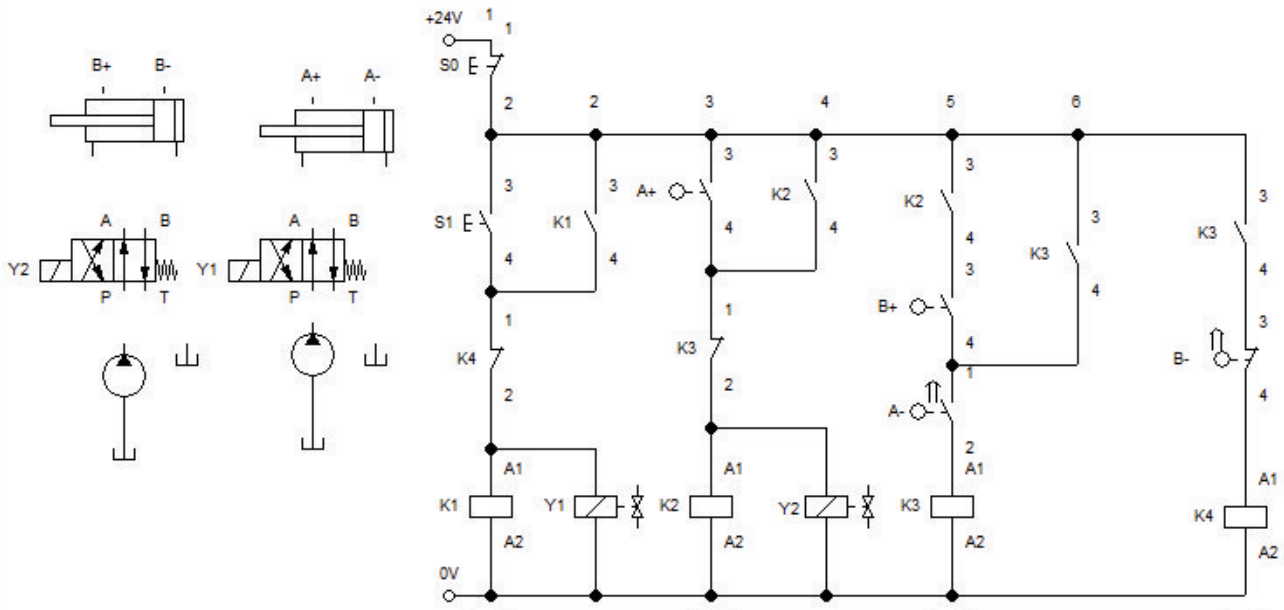 1
+24V 1
S0
B+ B- A+ A-
2 2 3 4 5 6
3 3 3 3 3 3
A+ K2 K2
S1 K1 K3 K3
4 4 4 4 4 4 4
A B A B
Y2 Y1
P T P T
3 3
B+
1 1
K4 K3 4 B-
1 4
2 2 A-
2
A1 A1 A1 A1
K1 Y1 K2 Y2 K3 K4
A2 A2 A2 A2
0V